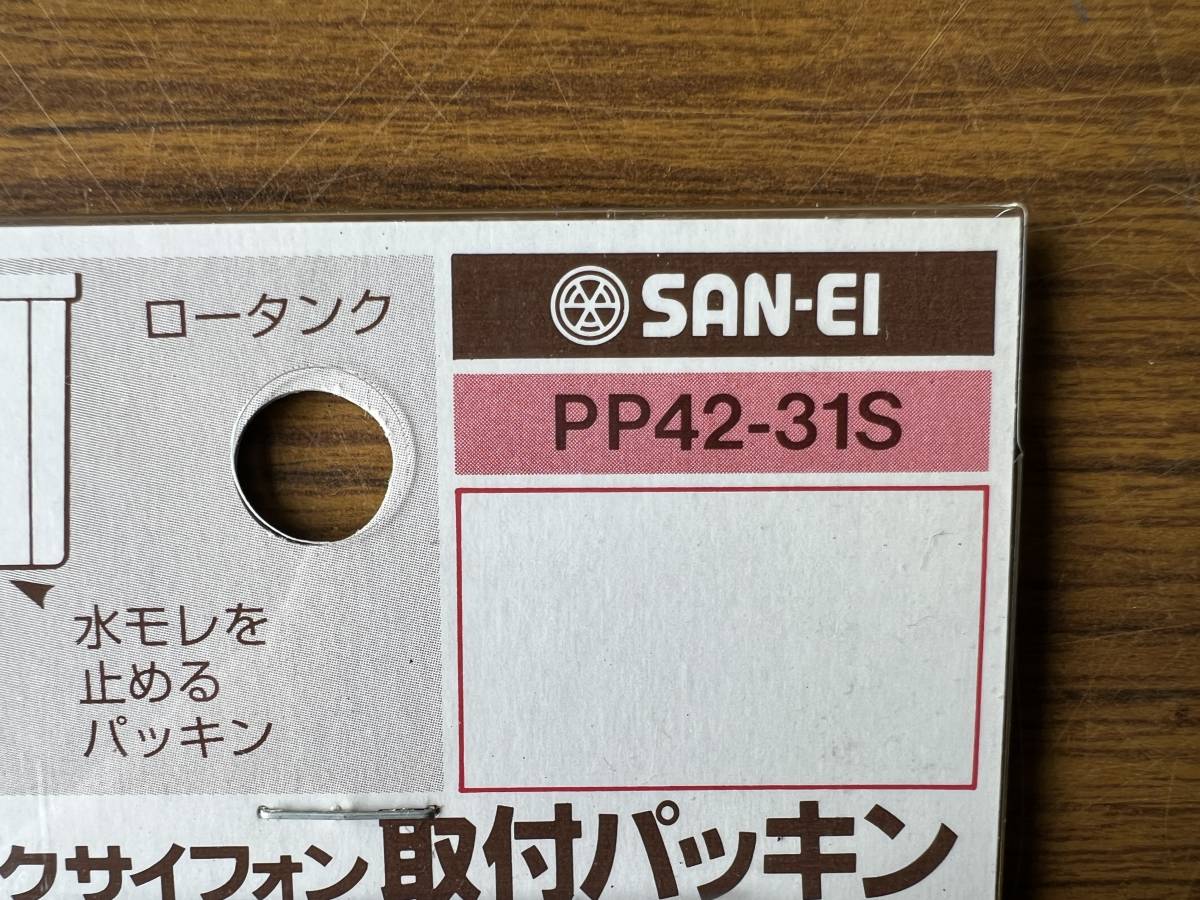 ロータンク
SAN-EI
PP42-31S
水モレを
止める
パッキン
クサイフォン 取付パッキン